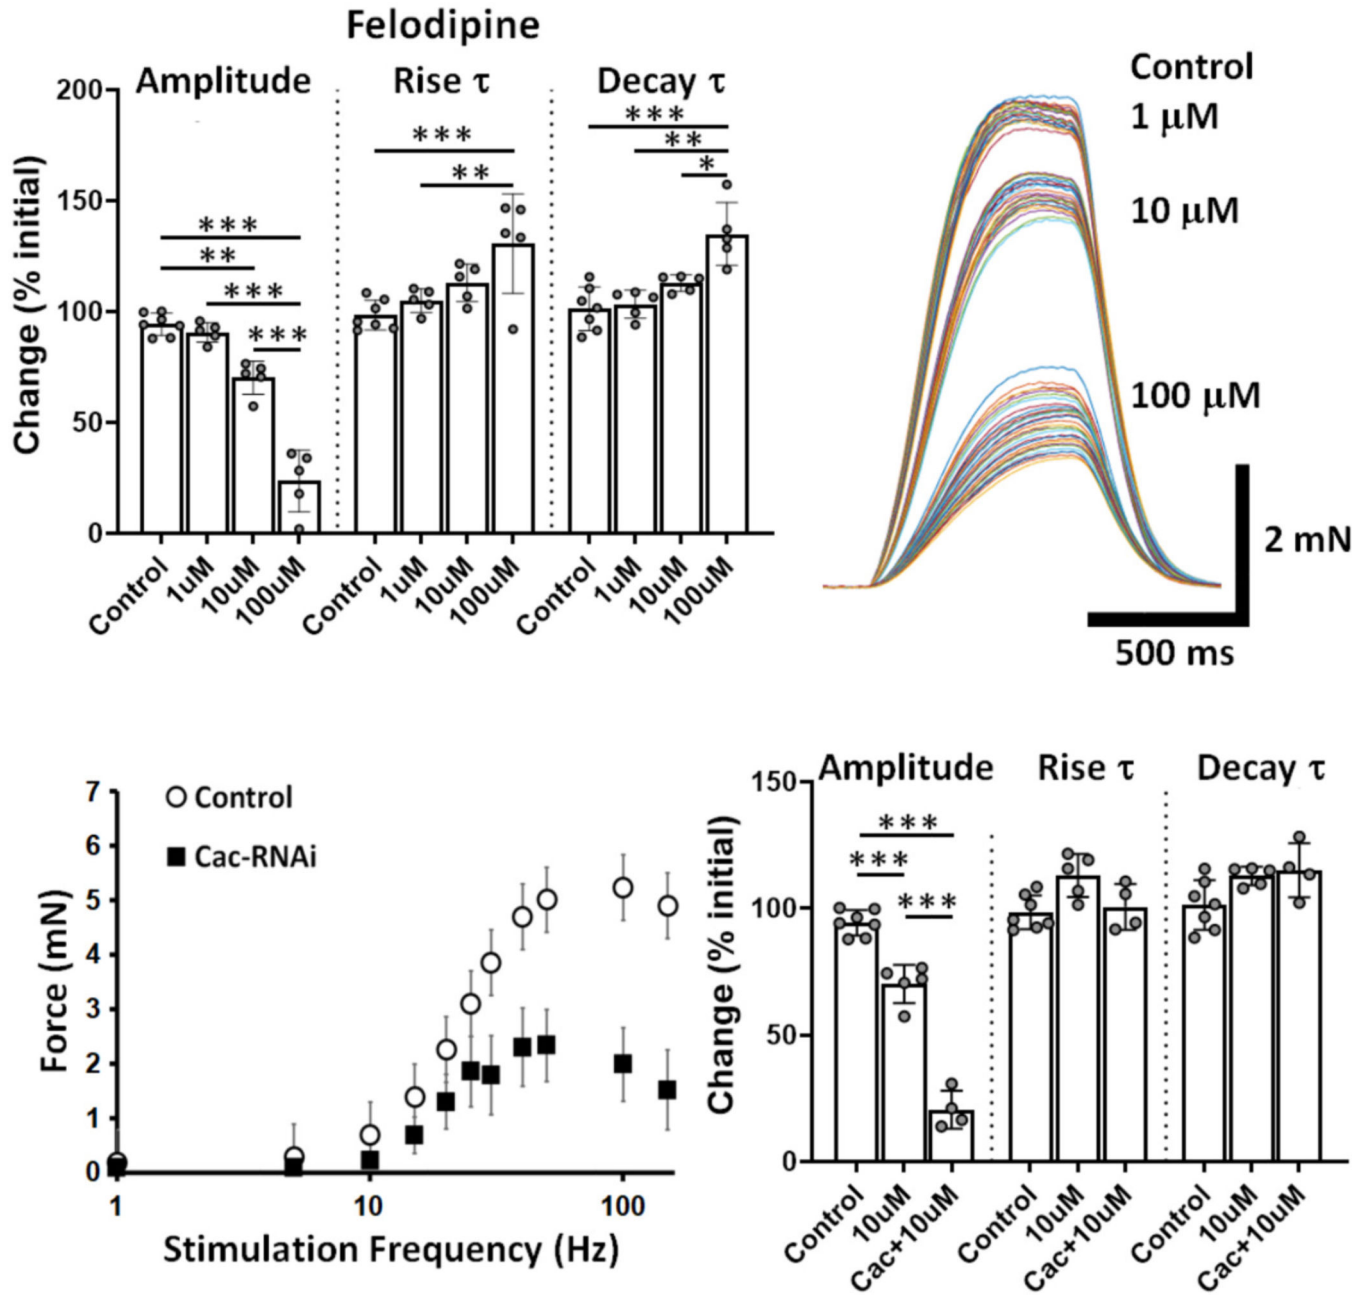 Felodipine
Amplitude Rise τ Decay τ
200
150
100
50
0
Change (% initial)
*** ** *** ***
*** **
*** ** *
Control 1uM 10uM 100uM Control 1uM 10uM 100uM Control 1uM 10uM 100uM
Control
1 μM
10 μM
100 μM
2 mN
500 ms
7
6
5
4
3
2
1
0
Force (mN)
Control
Cac-RNAi
1 10 100
Stimulation Frequency (Hz)
Amplitude Rise τ Decay τ
150
100
50
0
Change (% initial)
***
***
***
Control 10uM Cac+10uM Control 10uM Cac+10uM Control 10uM Cac+10uM